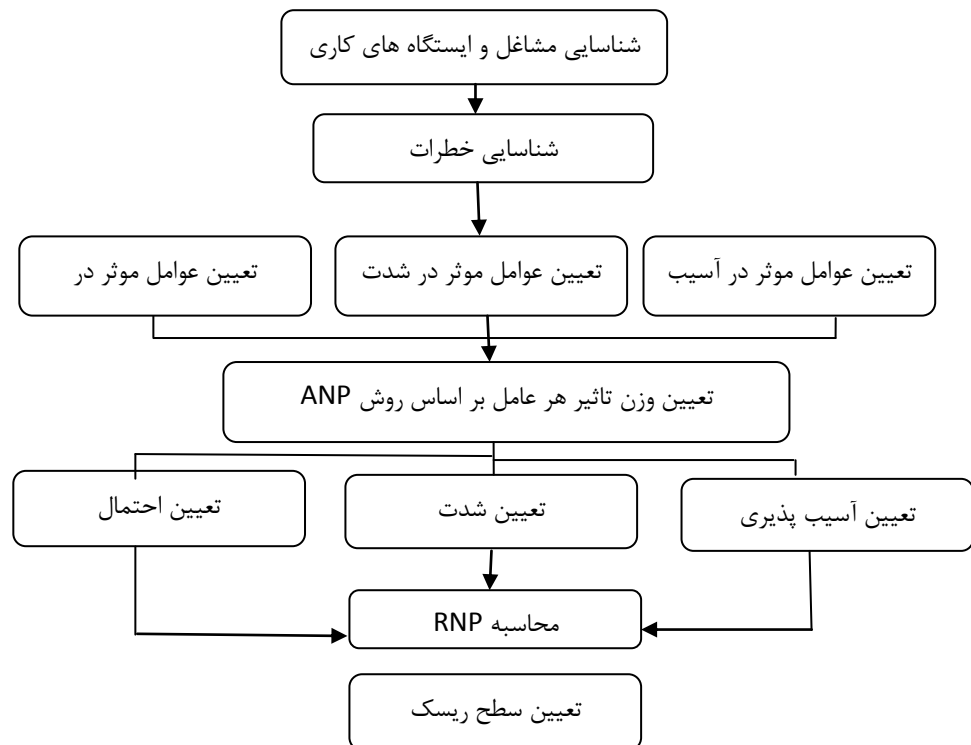 شناسایی مشاغل و ایستگاه های کاری
شناسایی خطرات
تعیین عوامل موثر در آسیب
تعیین عوامل موثر در شدت
تعیین عوامل موثر در
تعیین وزن تاثیر هر عامل بر اساس روش ANP
تعیین آسیب پذیری
تعیین شدت
تعیین احتمال
محاسبه RNP
تعیین سطح ریسک